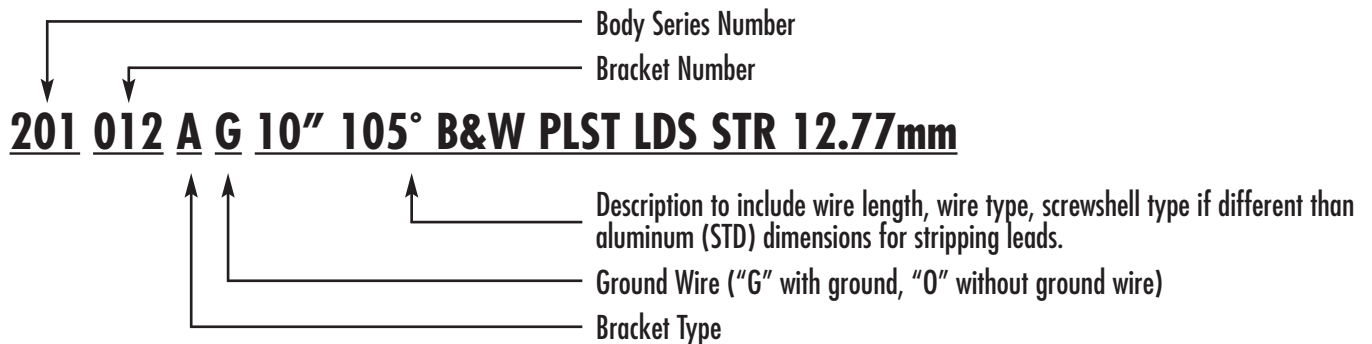 Body Series Number
Bracket Number
201 012 A G 10” 105° B&W PLST LDS STR 12.77mm
Description to include wire length, wire type, screwshell type if different than
aluminum (STD) dimensions for stripping leads.
Ground Wire (“G” with ground, “O” without ground wire)
Bracket Type